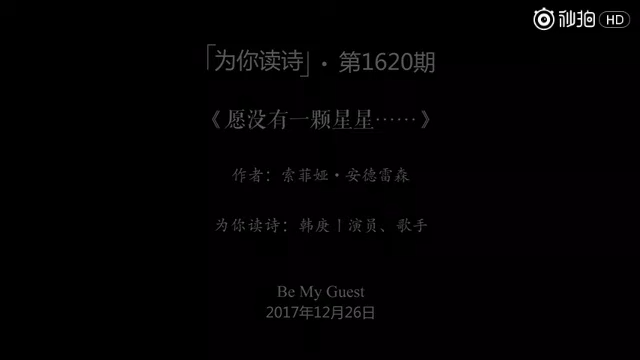 秒拍 HD
「为你读诗」· 第1620期
《愿没有一颗星星……》
作者：索菲娅·安德雷森
为你读诗：韩庚丨演员、歌手
Be My Guest
2017年12月26日